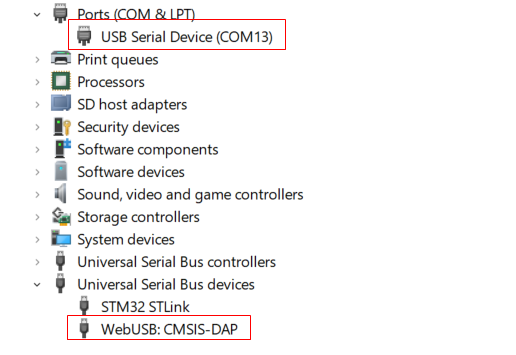 Ports (COM & LPT)
USB Serial Device (COM13)
Print queues
Processors
SD host adapters
Security devices
Software components
Software devices
Sound, video and game controllers
Storage controllers
System devices
Universal Serial Bus controllers
Universal Serial Bus devices
STM32 STLink
WebUSB: CMSIS-DAP